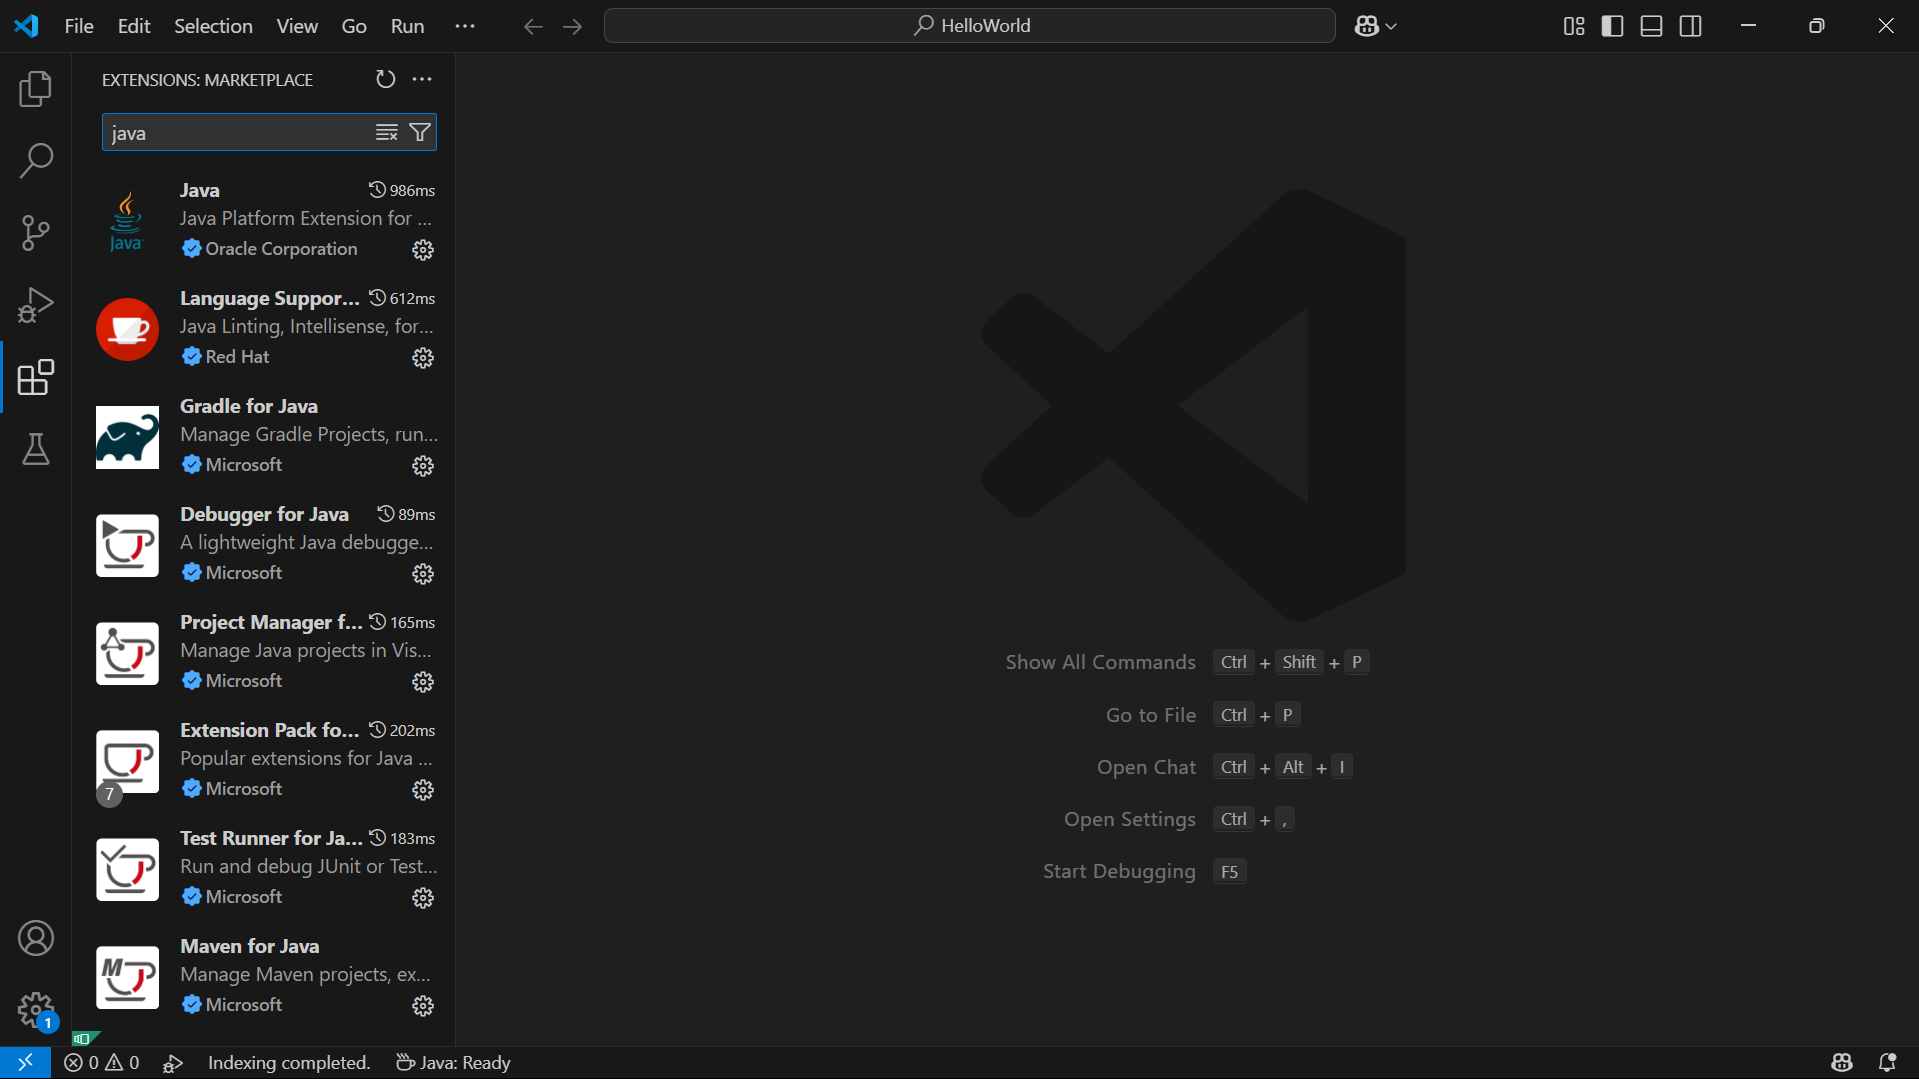 File Edit Selection View Go Run ···
HelloWorld
EXTENSIONS: MARKETPLACE
java
Java 986ms
Java Platform Extension for ...
Oracle Corporation
Language Suppor... 612ms
Java Linting, Intellisense, for...
Red Hat
Gradle for Java
Manage Gradle Projects, run...
Microsoft
Debugger for Java 89ms
A lightweight Java debugge...
Microsoft
Project Manager f... 165ms
Manage Java projects in Vis...
Microsoft
Extension Pack fo... 202ms
Popular extensions for Java ...
7
Microsoft
Test Runner for Ja... 183ms
Run and debug JUnit or Test...
Microsoft
Maven for Java
Manage Maven projects, ex...
Microsoft
Java
M
1
Show All Commands Ctrl + Shift + P
Go to File Ctrl + P
Open Chat Ctrl + Alt + I
Open Settings Ctrl + ,
Start Debugging F5
0 0 Indexing completed. Java: Ready